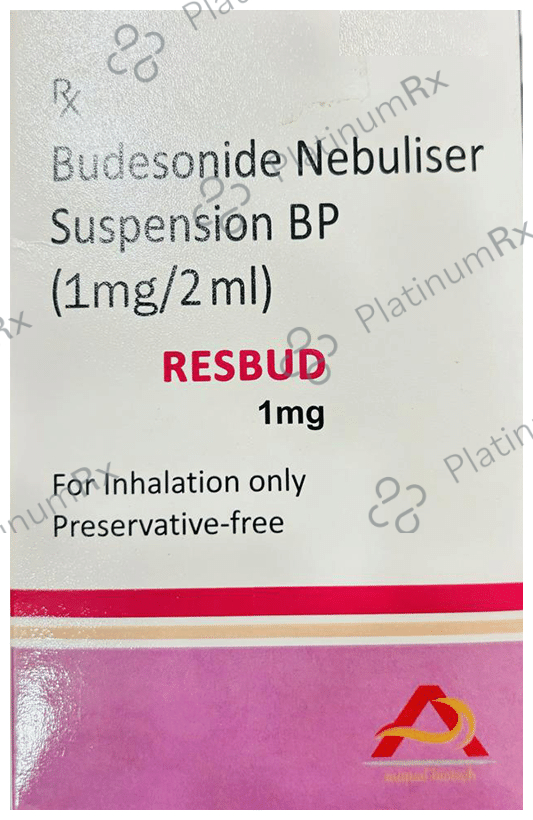 PlatinumRx
Rx
Budesonide Nebuliser
PlatinumRx
Suspension BP
(1mg/2ml)
PlatinumRx
RESBUD
1mg
For Inhalation only
Preservative-free